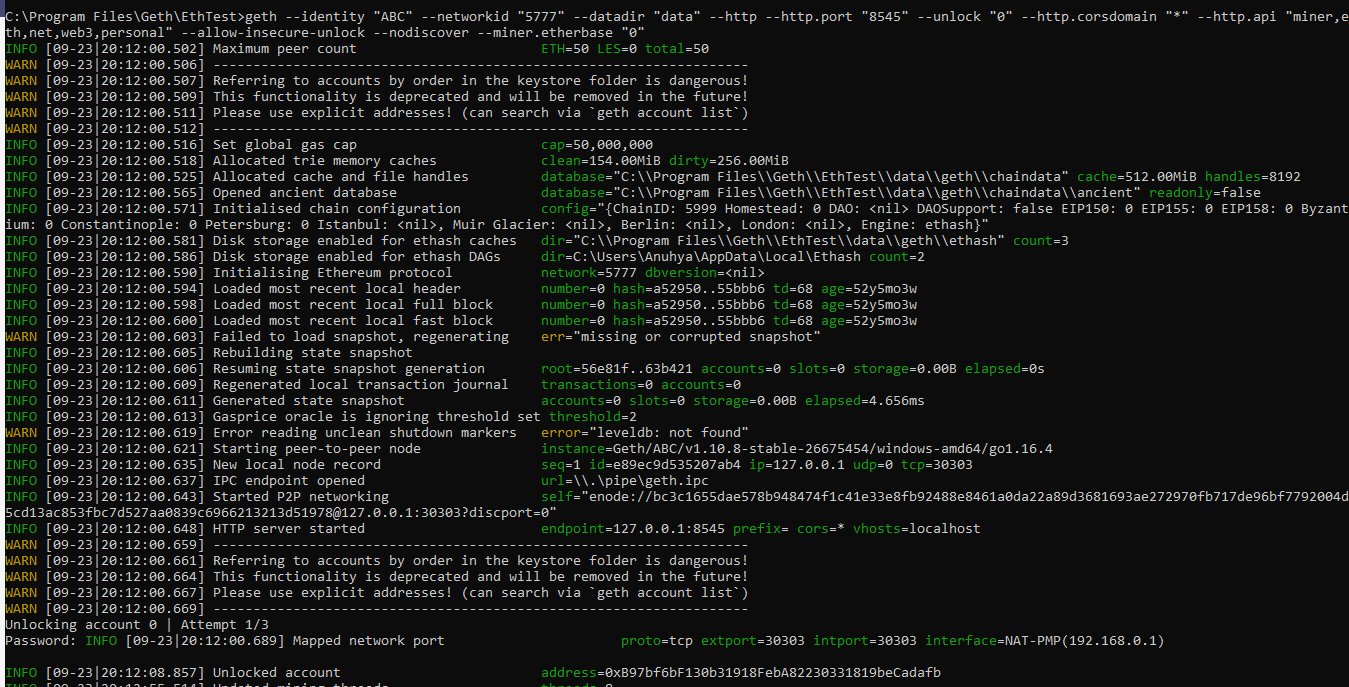 C:\Program Files\Geth\EthTest>geth --identity "ABC" --networkid "5777" --datadir "data" --http --http.port "8545" --unlock "0" --http.corsdomain "*" --http.api "miner,e
th,net,web3,personal" --allow-insecure-unlock --nodiscover --miner.etherbase "0"
INFO [09-23|20:12:00.502] Maximum peer count ETH=50 LES=0 total=50
WARN [09-23|20:12:00.506] -------------------------------------------------------------------
WARN [09-23|20:12:00.507] Referring to accounts by order in the keystore folder is dangerous!
WARN [09-23|20:12:00.509] This functionality is deprecated and will be removed in the future!
WARN [09-23|20:12:00.511] Please use explicit addresses! (can search via `geth account list`)
WARN [09-23|20:12:00.512] -------------------------------------------------------------------
INFO [09-23|20:12:00.516] Set global gas cap cap=50,000,000
INFO [09-23|20:12:00.518] Allocated trie memory caches clean=154.00MiB dirty=256.00MiB
INFO [09-23|20:12:00.525] Allocated cache and file handles database="C:\\Program Files\\Geth\\EthTest\\data\\geth\\chaindata" cache=512.00MiB handles=8192
INFO [09-23|20:12:00.565] Opened ancient database database="C:\\Program Files\\Geth\\EthTest\\data\\geth\\chaindata\\ancient" readonly=false
INFO [09-23|20:12:00.571] Initialised chain configuration config="{ChainID: 5999 Homestead: 0 DAO: <nil> DAOSupport: false EIP150: 0 EIP155: 0 EIP158: 0 Byzant
ium: 0 Constantinople: 0 Petersburg: 0 Istanbul: <nil>, Muir Glacier: <nil>, Berlin: <nil>, London: <nil>, Engine: ethash}"
INFO [09-23|20:12:00.581] Disk storage enabled for ethash caches dir="C:\\Program Files\\Geth\\EthTest\\data\\geth\\ethash" count=3
INFO [09-23|20:12:00.586] Disk storage enabled for ethash DAGs dir=C:\Users\Anuhya\AppData\Local\Ethash count=2
INFO [09-23|20:12:00.590] Initialising Ethereum protocol network=5777 dbversion=<nil>
INFO [09-23|20:12:00.594] Loaded most recent local header number=0 hash=a52950..55bbb6 td=68 age=52y5mo3w
INFO [09-23|20:12:00.598] Loaded most recent local full block number=0 hash=a52950..55bbb6 td=68 age=52y5mo3w
INFO [09-23|20:12:00.600] Loaded most recent local fast block number=0 hash=a52950..55bbb6 td=68 age=52y5mo3w
WARN [09-23|20:12:00.603] Failed to load snapshot, regenerating err="missing or corrupted snapshot"
INFO [09-23|20:12:00.605] Rebuilding state snapshot
INFO [09-23|20:12:00.606] Resuming state snapshot generation root=56e81f..63b421 accounts=0 slots=0 storage=0.00B elapsed=0s
INFO [09-23|20:12:00.609] Regenerated local transaction journal transactions=0 accounts=0
INFO [09-23|20:12:00.611] Generated state snapshot accounts=0 slots=0 storage=0.00B elapsed=4.656ms
INFO [09-23|20:12:00.613] Gasprice oracle is ignoring threshold set threshold=2
WARN [09-23|20:12:00.619] Error reading unclean shutdown markers error="leveldb: not found"
INFO [09-23|20:12:00.621] Starting peer-to-peer node instance=Geth/ABC/v1.10.8-stable-26675454/windows-amd64/go1.16.4
INFO [09-23|20:12:00.635] New local node record seq=1 id=e89ec9d535207ab4 ip=127.0.0.1 udp=0 tcp=30303
INFO [09-23|20:12:00.637] IPC endpoint opened url=\\.\pipe\geth.ipc
INFO [09-23|20:12:00.643] Started P2P networking self="enode://bc3c1655dae578b948474f1c41e33e8fb92488e8461a0da22a89d3681693ae272970fb717de96bf7792004d
5cd13ac853fbc7d527aa0839c6966213213d51978@127.0.0.1:30303?discport=0"
INFO [09-23|20:12:00.648] HTTP server started endpoint=127.0.0.1:8545 prefix= cors=* vhosts=localhost
WARN [09-23|20:12:00.659] -------------------------------------------------------------------
WARN [09-23|20:12:00.661] Referring to accounts by order in the keystore folder is dangerous!
WARN [09-23|20:12:00.664] This functionality is deprecated and will be removed in the future!
WARN [09-23|20:12:00.667] Please use explicit addresses! (can search via `geth account list`)
WARN [09-23|20:12:00.669] -------------------------------------------------------------------
Unlocking account 0 | Attempt 1/3
Password: INFO [09-23|20:12:00.689] Mapped network port proto=tcp extport=30303 intport=30303 interface=NAT-PMP(192.168.0.1)
INFO [09-23|20:12:08.857] Unlocked account address=0xB97bf6bF130b31918FebA82230331819beCadafb